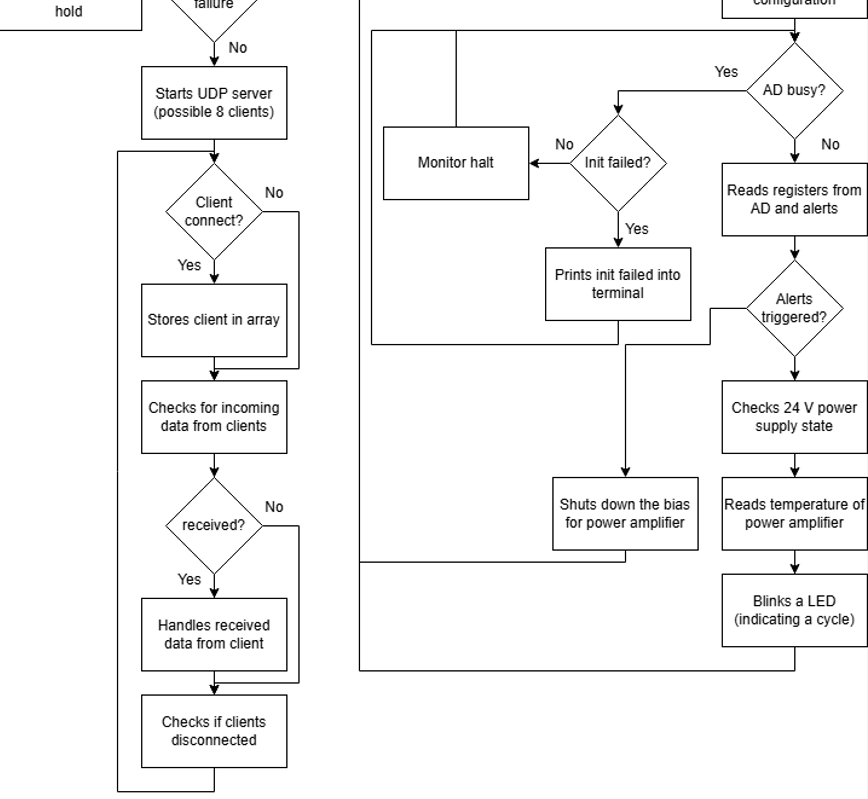 hold
failure
No
Starts UDP server
(possible 8 clients)
Client
connect?
No
Yes
Stores client in array
Checks for incoming
data from clients
received?
No
Yes
Handles received
data from client
Checks if clients
disconnected
configuration
AD busy?
Yes
No
Init failed?
No
Monitor halt
Yes
Prints init failed into
terminal
Reads registers from
AD and alerts
Alerts
triggered?
Shuts down the bias
for power amplifier
Checks 24 V power
supply state
Reads temperature of
power amplifier
Blinks a LED
(indicating a cycle)